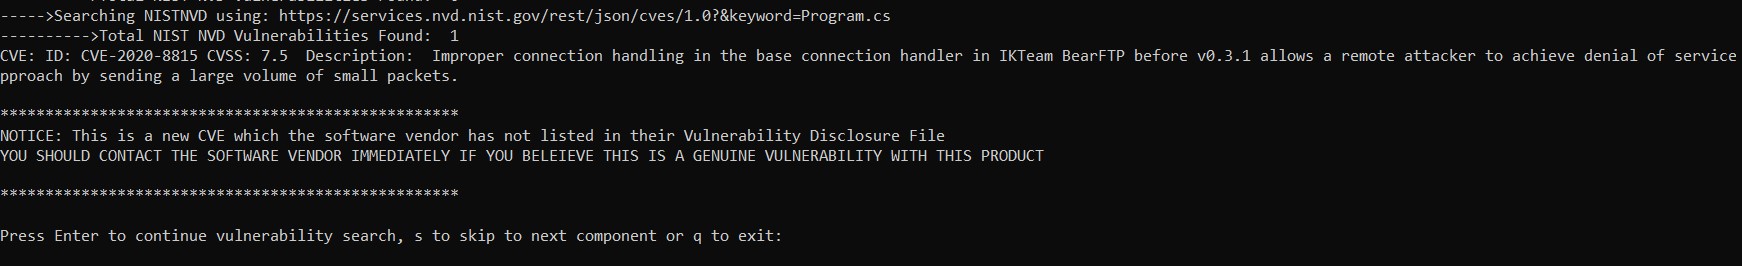 ----->Searching NISTNVD using: https://services.nvd.nist.gov/rest/json/cves/1.0?&keyword=Program.cs
---------->Total NIST NVD Vulnerabilities Found:  1
CVE: ID: CVE-2020-8815 CVSS: 7.5  Description:  Improper connection handling in the base connection handler in IKTeam BearFTP before v0.3.1 allows a remote attacker to achieve denial of service
pproach by sending a large volume of small packets.
***************************************************
NOTICE: This is a new CVE which the software vendor has not listed in their Vulnerability Disclosure File
YOU SHOULD CONTACT THE SOFTWARE VENDOR IMMEDIATELY IF YOU BELEIEVE THIS IS A GENUINE VULNERABILITY WITH THIS PRODUCT
***************************************************
Press Enter to continue vulnerability search, s to skip to next component or q to exit: